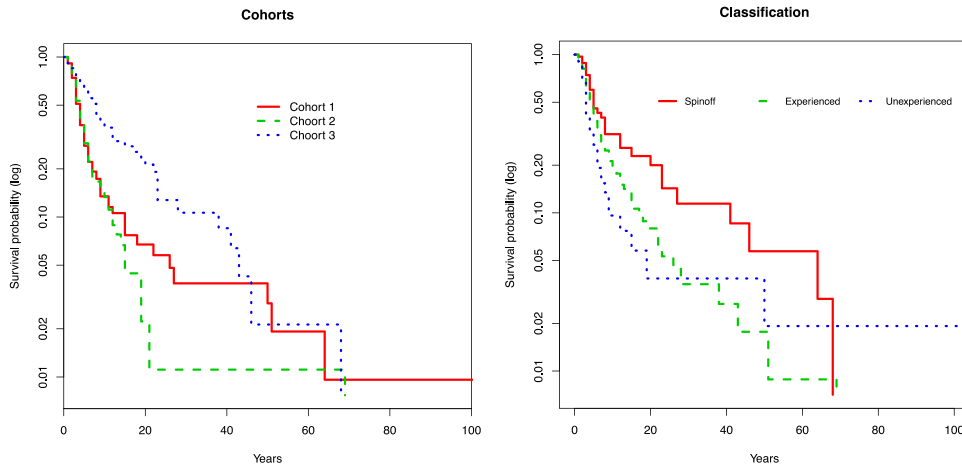 Cohorts
Survival probability (log)
1.00
0.50
0.20
0.10
0.05
0.02
0.01
Cohort 1
Cohort 2
Choort 3
0 20 40 60 80 100
Years
Classification
Survival probability (log)
1.00
0.50
0.20
0.10
0.05
0.02
0.01
Spinoff Experienced Unexperienced
0 20 40 60 80 100
Years